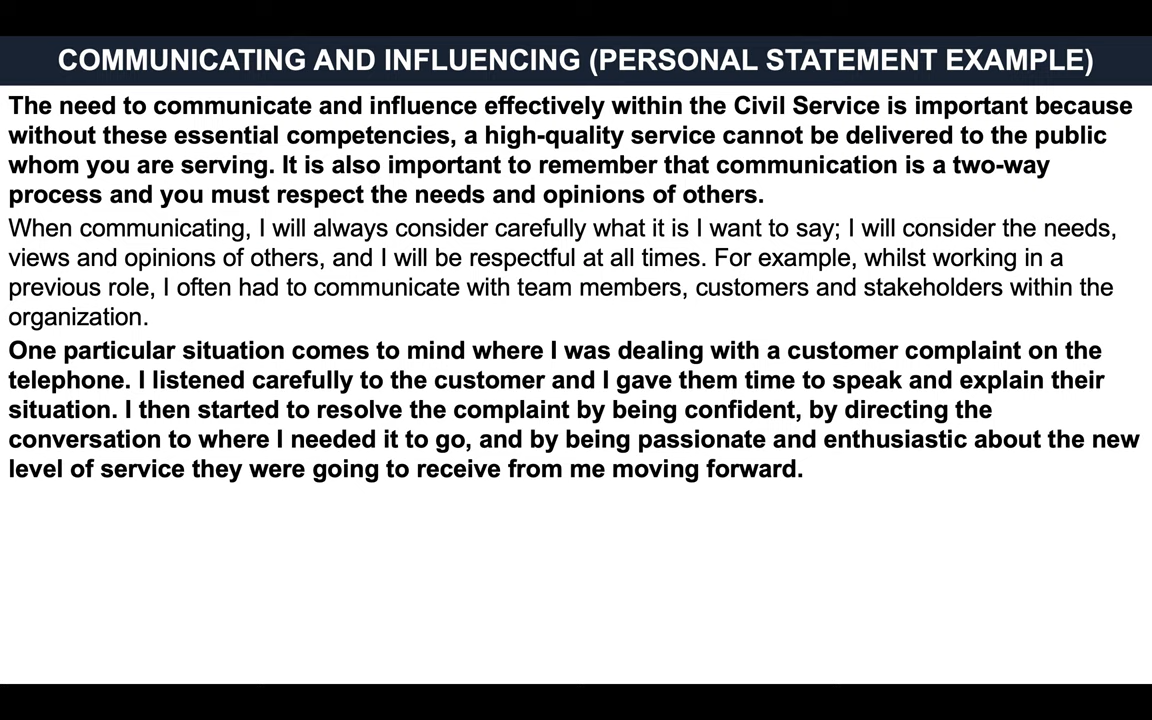 COMMUNICATING AND INFLUENCING (PERSONAL STATEMENT EXAMPLE)
The need to communicate and influence effectively within the Civil Service is important because
without these essential competencies, a high-quality service cannot be delivered to the public
whom you are serving. It is also important to remember that communication is a two-way
process and you must respect the needs and opinions of others.
When communicating, I will always consider carefully what it is I want to say; I will consider the needs,
views and opinions of others, and I will be respectful at all times. For example, whilst working in a
previous role, I often had to communicate with team members, customers and stakeholders within the
organization.
One particular situation comes to mind where I was dealing with a customer complaint on the
telephone. I listened carefully to the customer and I gave them time to speak and explain their
situation. I then started to resolve the complaint by being confident, by directing the
conversation to where I needed it to go, and by being passionate and enthusiastic about the new
level of service they were going to receive from me moving forward.